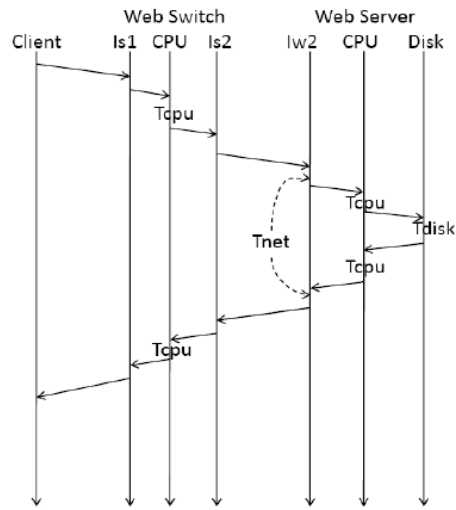 Web Switch Web Server
Client Is1 CPU Is2 Iw2 CPU Disk
Tcpu
Tcpu
Tdisk
Tnet
Tcpu
Tcpu